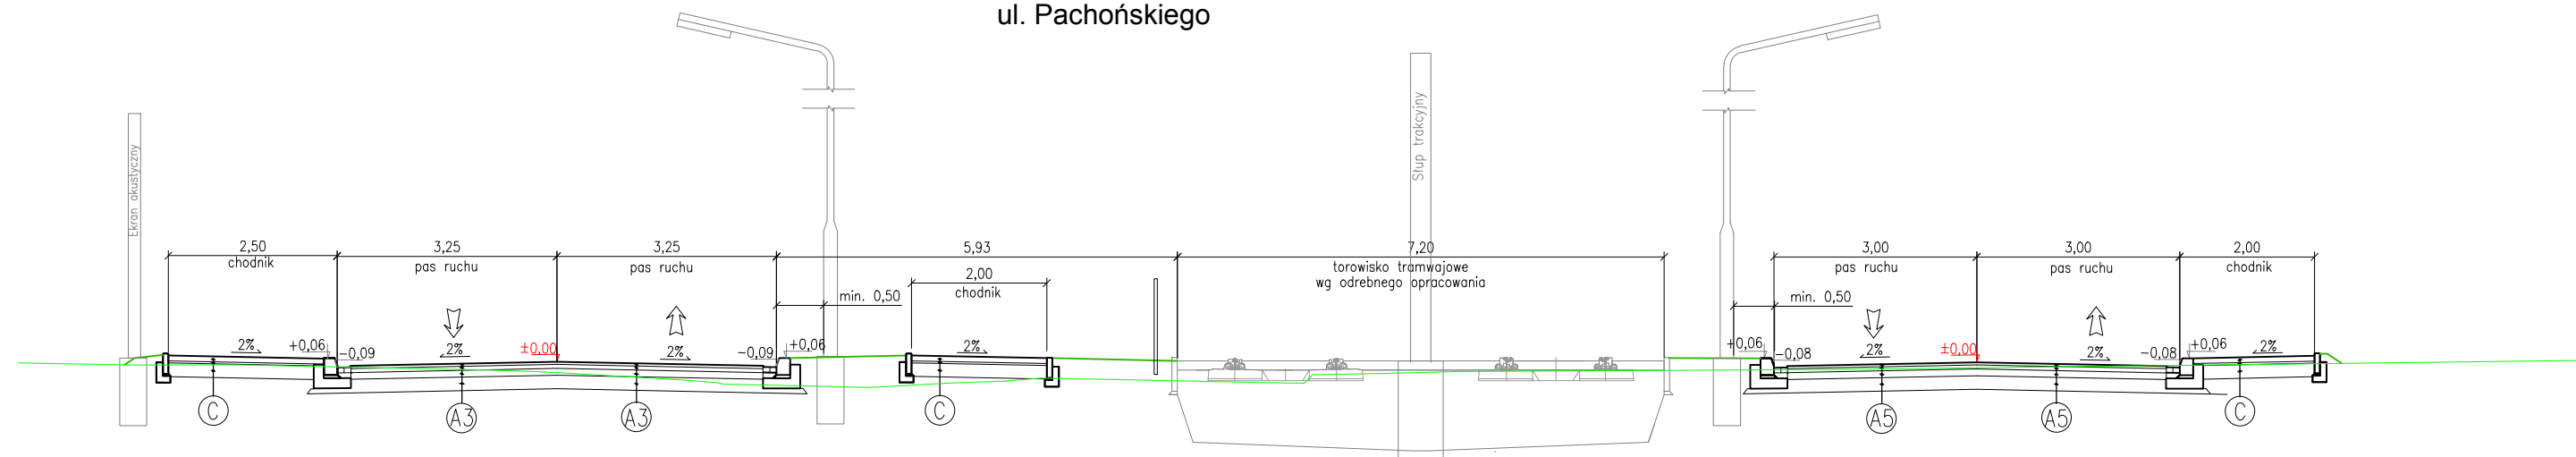 ul. Pachońskiego
Ekran akustyczny
Słup trakcyjny
2,50
chodnik
3,25
pas ruchu
3,25
pas ruchu
5,93
2,00
chodnik
min. 0,50
7,20
torowisko tramwajowe
wg odrebnego opracowania
min. 0,50
3,00
pas ruchu
3,00
pas ruchu
2,00
chodnik
2%
+0,06
-0,09
2%
±0,00
2%
-0,09
+0,06
2%
+0,06
-0,08
2%
±0,00
2%
-0,08
+0,06
2%
C
A3
A3
C
A5
A5
C